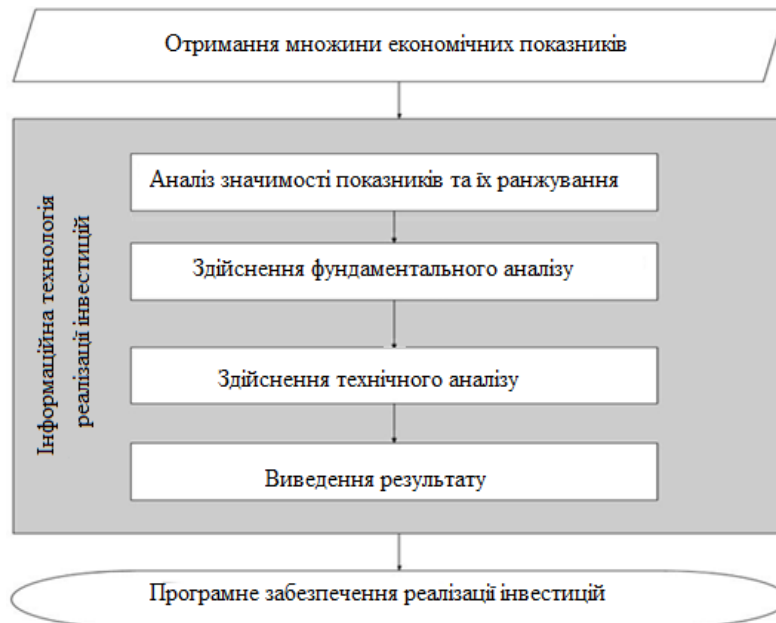 Отримання множини економічних показників
Інформаційна технологія
реалізації інвестицій
Аналіз значимості показників та їх ранжування
Здійснення фундаментального аналізу
Здійснення технічного аналізу
Виведення результату
Програмне забезпечення реалізації інвестицій